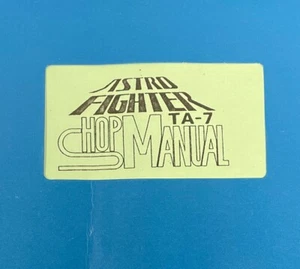 ASTRO
FIGHTER
TA-7
SHOP MANUAL